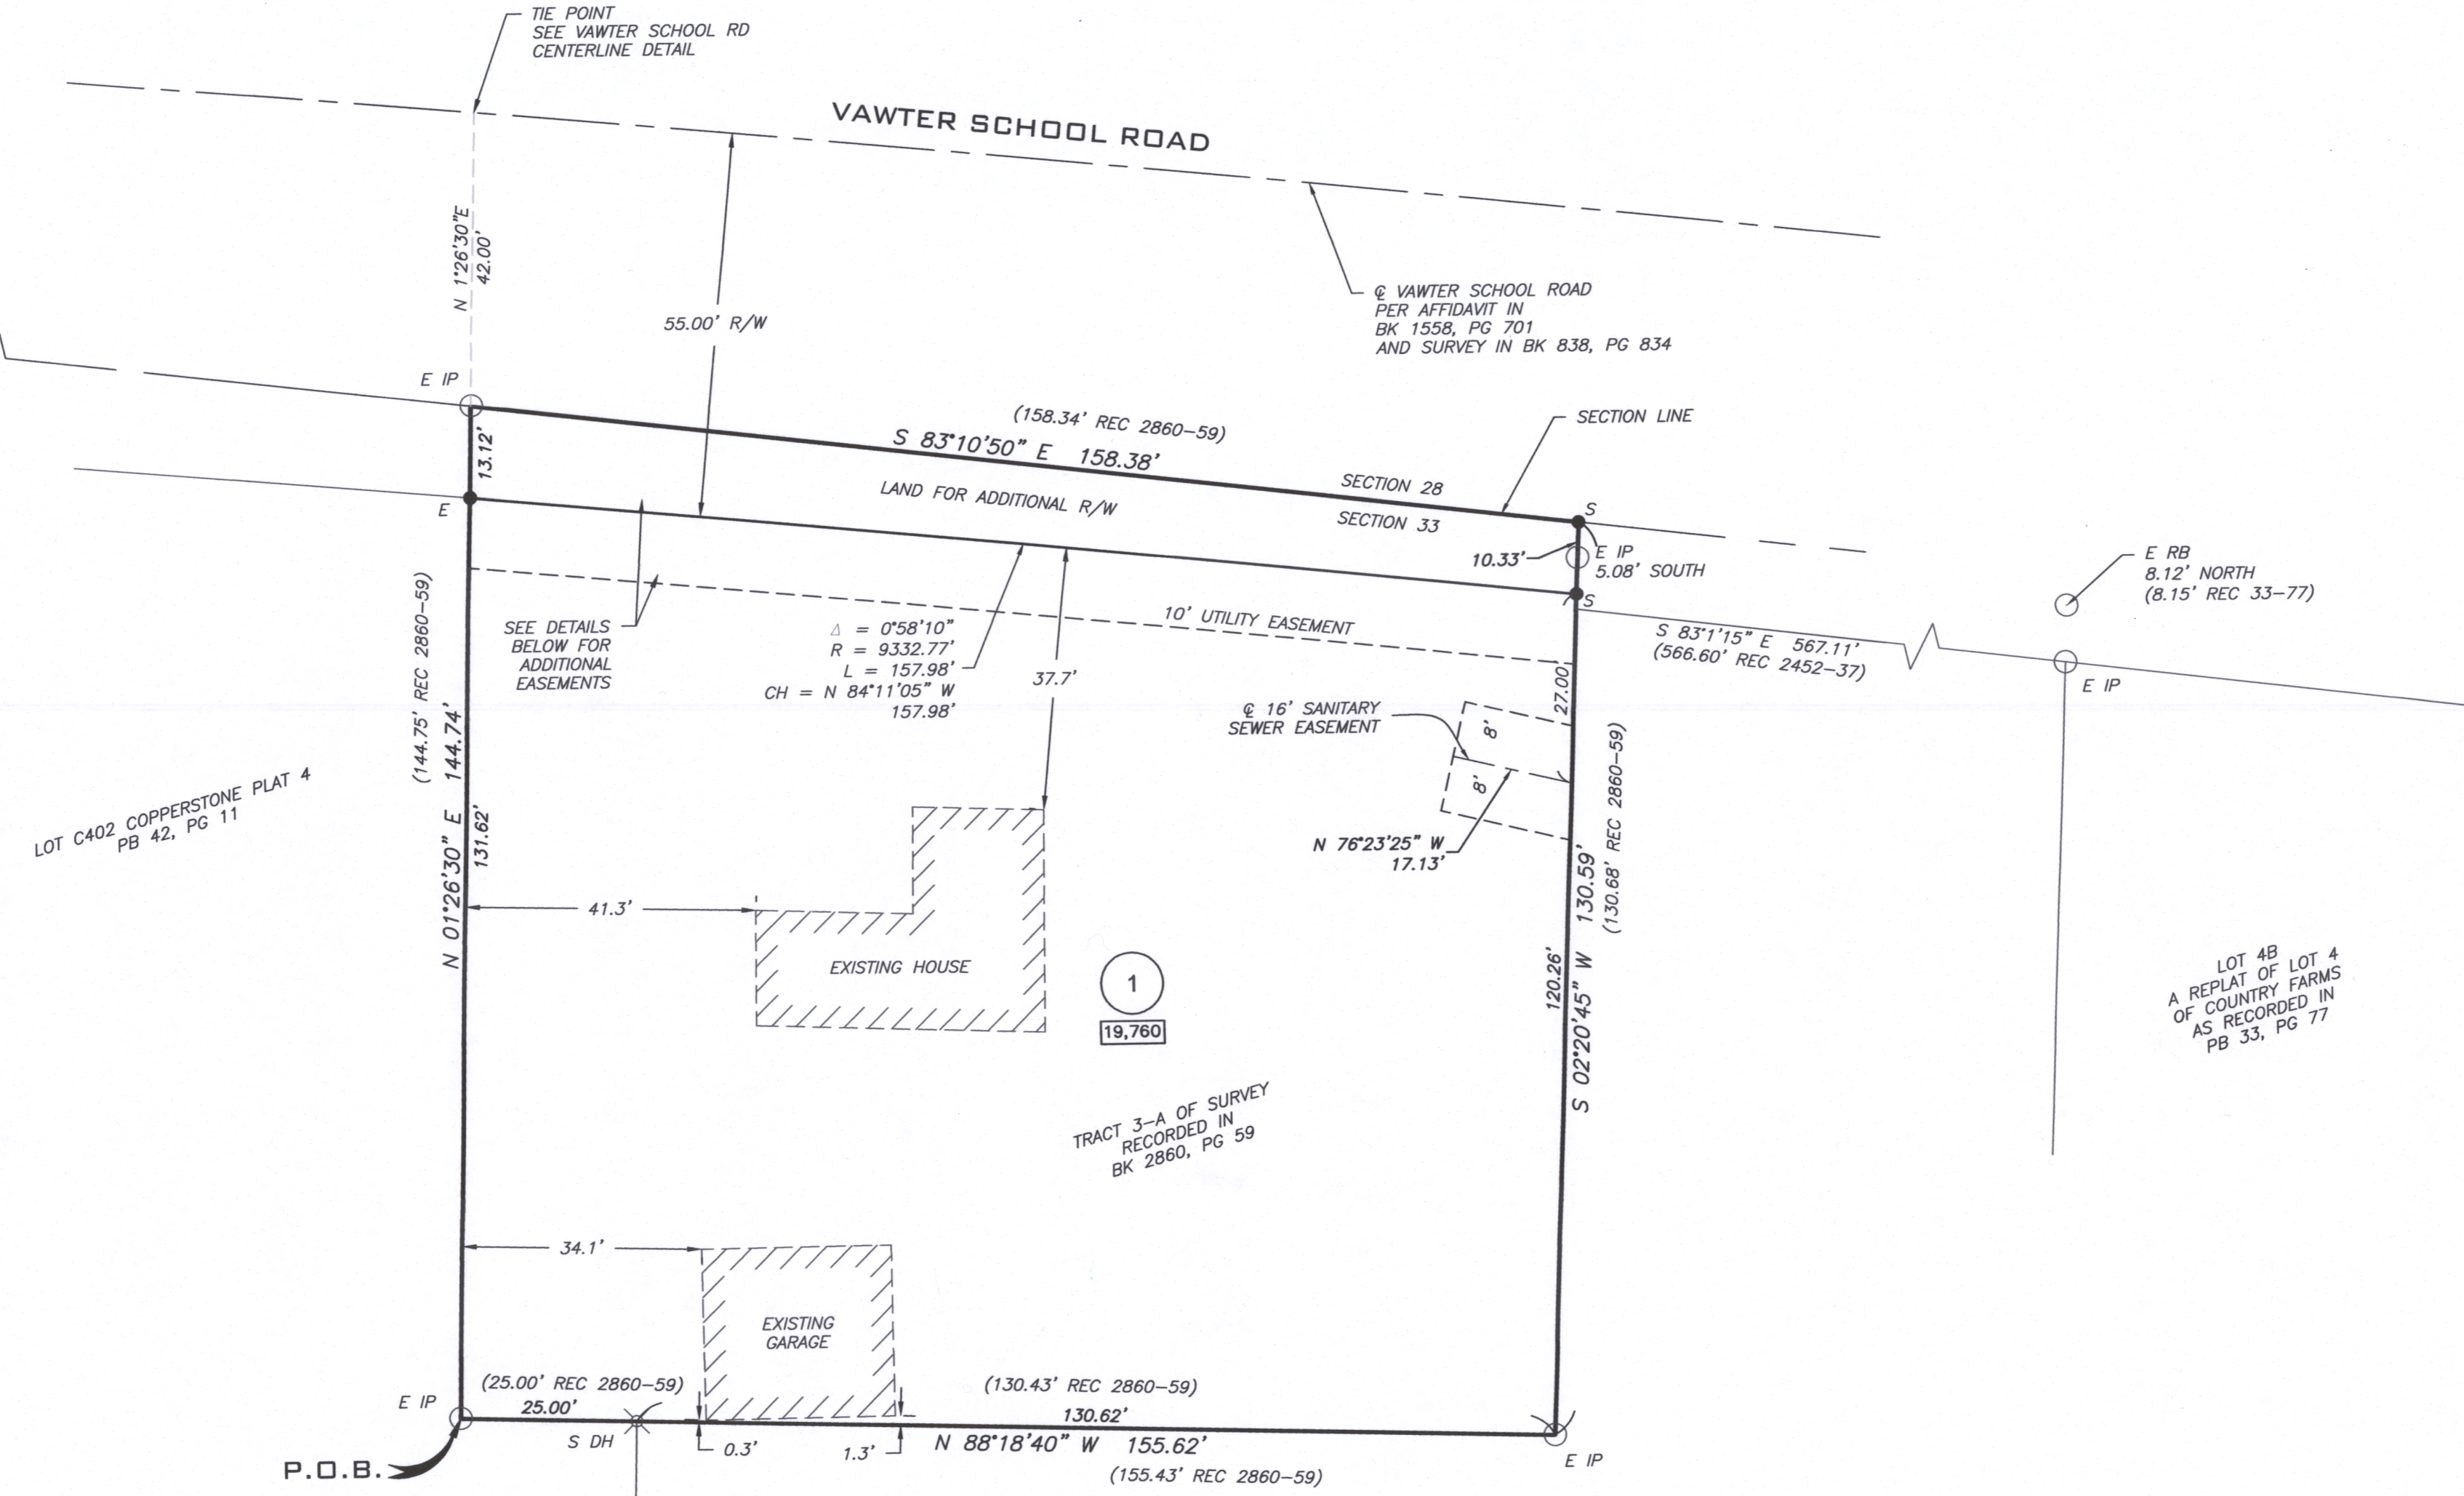 TIE POINT
SEE VAWTER SCHOOL RD
CENTERLINE DETAIL
VAWTER SCHOOL ROAD
N 1°26'30"E
42.00'
55.00' R/W
℄ VAWTER SCHOOL ROAD
PER AFFIDAVIT IN
BK 1558, PG 701
AND SURVEY IN BK 838, PG 834
E IP
13.12'
(158.34' REC 2860-59)
S 83°10'50" E 158.38'
SECTION LINE
SECTION 28
SECTION 33
LAND FOR ADDITIONAL R/W
E
S
10.33'
E IP
5.08' SOUTH
S
E RB
8.12' NORTH
(8.15' REC 33-77)
S 83°1'15" E 567.11'
(566.60' REC 2452-37)
E IP
10' UTILITY EASEMENT
SEE DETAILS
BELOW FOR
ADDITIONAL
EASEMENTS
Δ = 0°58'10"
R = 9332.77'
L = 157.98'
CH = N 84°11'05" W
157.98'
37.7'
27.00
℄ 16' SANITARY
SEWER EASEMENT
8'
8'
N 76°23'25" W
17.13'
(144.75' REC 2860-59)
N 01°26'30" E 144.74'
131.62'
LOT C402 COPPERSTONE PLAT 4
PB 42, PG 11
41.3'
EXISTING HOUSE
1
19,760
120.26'
S 02°20'45" W 130.59'
(130.68' REC 2860-59)
LOT 4B
A REPLAT OF LOT 4
OF COUNTRY FARMS
AS RECORDED IN
PB 33, PG 77
TRACT 3-A OF SURVEY
RECORDED IN
BK 2860, PG 59
34.1'
EXISTING
GARAGE
E IP
(25.00' REC 2860-59)
25.00'
(130.43' REC 2860-59)
130.62'
S DH
0.3'
1.3'
N 88°18'40" W 155.62'
(155.43' REC 2860-59)
E IP
P.O.B.